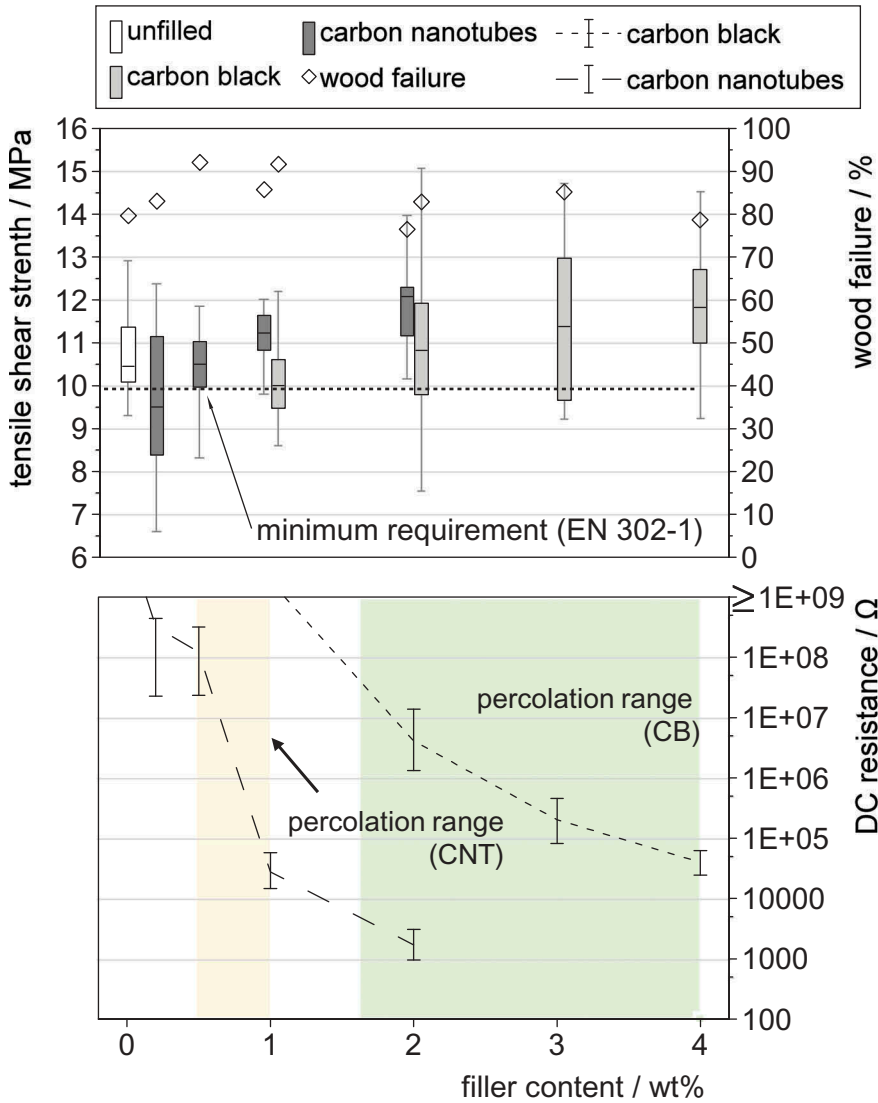 unfilled
carbon nanotubes
carbon black
carbon black
wood failure
carbon nanotubes
tensile shear strenth / MPa
16
15
14
13
12
11
10
9
8
7
6
100
90
80
70
60
50
40
30
20
10
0
wood failure / %
minimum requirement (EN 302-1)
≥1E+09
1E+08
1E+07
1E+06
1E+05
10000
1000
100
DC resistance / Ω
percolation range
(CB)
percolation range
(CNT)
0
1
2
3
4
filler content / wt%